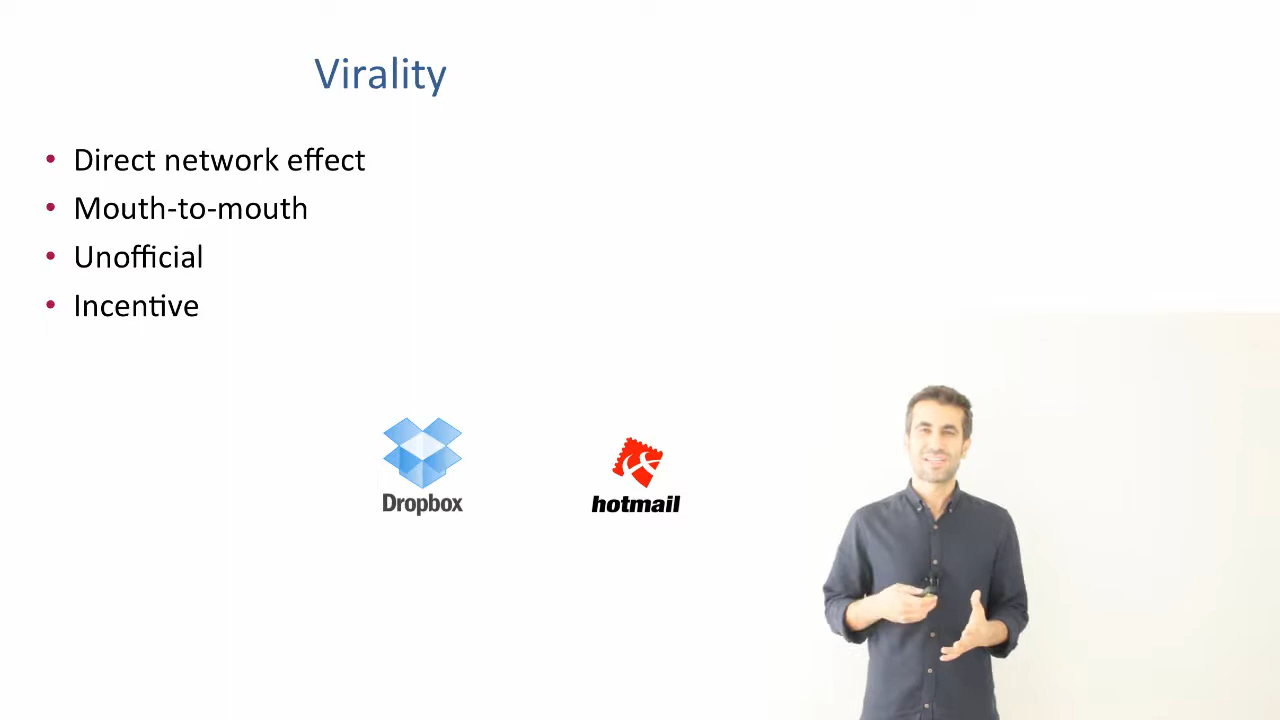 Virality
• Direct network effect
• Mouth-to-mouth
• Unofficial
• Incentive
Dropbox
hotmail